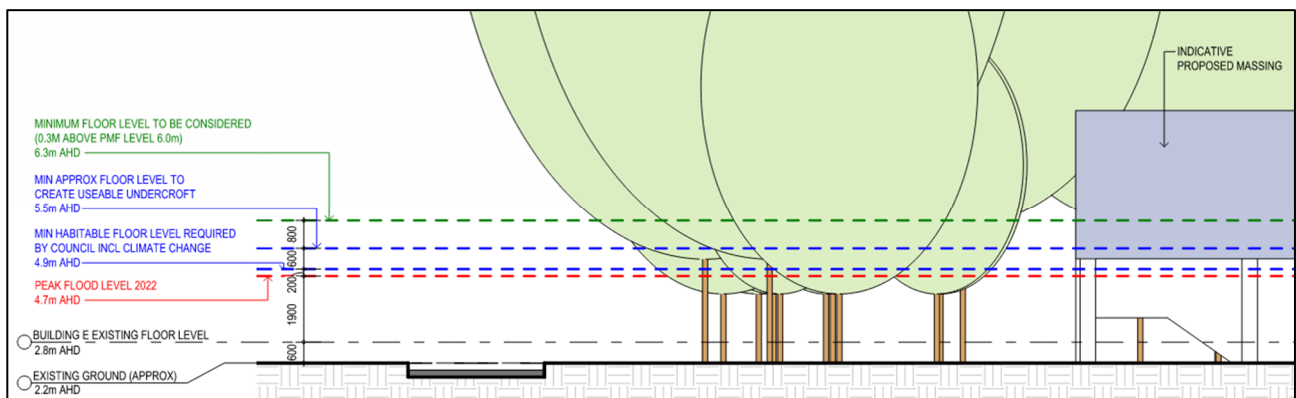 INDICATIVE
PROPOSED MASSING
MINIMUM FLOOR LEVEL TO BE CONSIDERED
(0.3M ABOVE PMF LEVEL 6.0m)
6.3m AHD
MIN APPROX FLOOR LEVEL TO
CREATE USEABLE UNDERCROFT
5.5m AHD
MIN HABITABLE FLOOR LEVEL REQUIRED
BY COUNCIL INCL CLIMATE CHANGE
4.9m AHD
PEAK FLOOD LEVEL 2022
4.7m AHD
BUILDING E EXISTING FLOOR LEVEL
2.8m AHD
EXISTING GROUND (APPROX)
2.2m AHD
800
600
200
1900
600